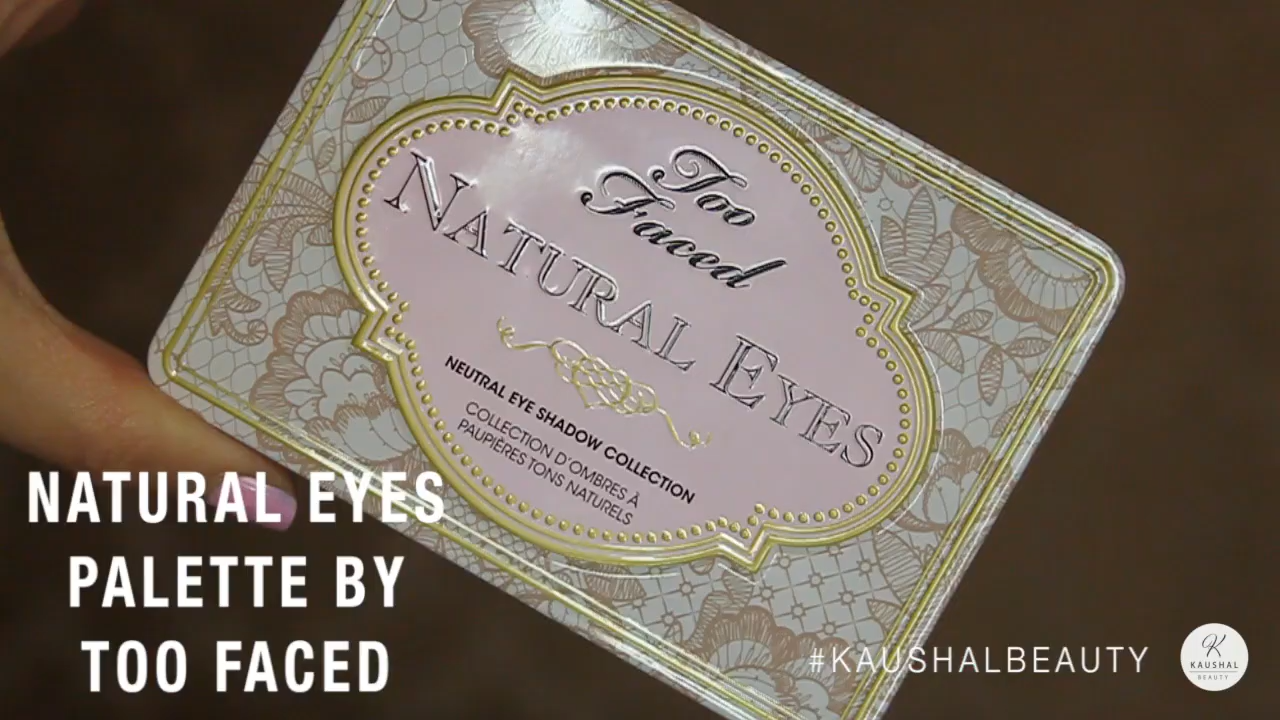 Too
Faced
NATURAL EYES
NEUTRAL EYE SHADOW COLLECTION
COLLECTION D'OMBRES À
PAUPIÈRES TONS NATURELS
NATURAL EYES
PALETTE BY
TOO FACED
#KAUSHALBEAUTY
K
KAUSHAL
BEAUTY